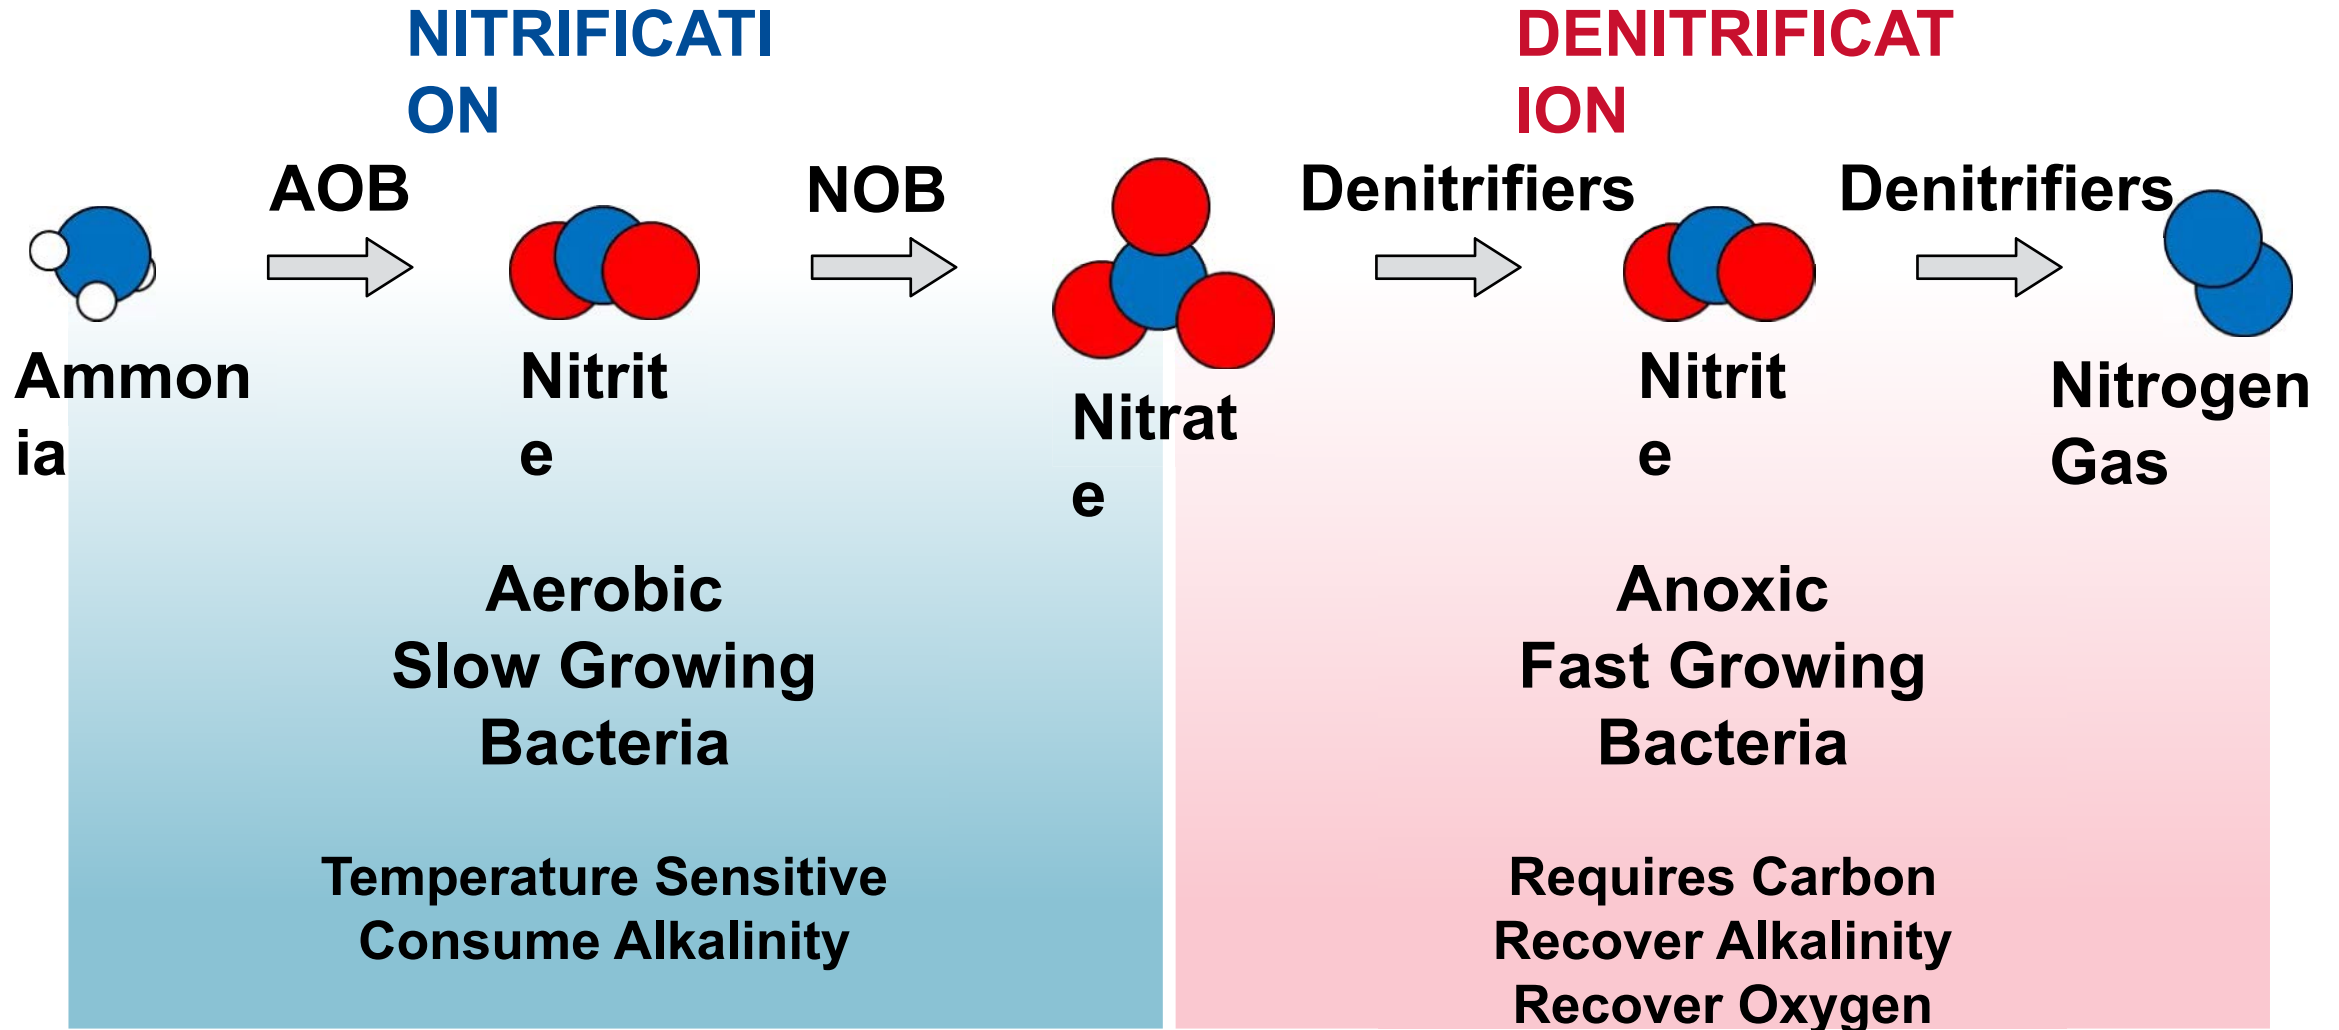 NITRIFICATI
ON
DENITRIFICAT
ION
AOB
NOB
Denitrifiers
Denitrifiers
Ammon
ia
Nitrit
e
Nitrat
e
Nitrit
e
Nitrogen
Gas
Aerobic
Slow Growing
Bacteria
Temperature Sensitive
Consume Alkalinity
Anoxic
Fast Growing
Bacteria
Requires Carbon
Recover Alkalinity
Recover Oxygen